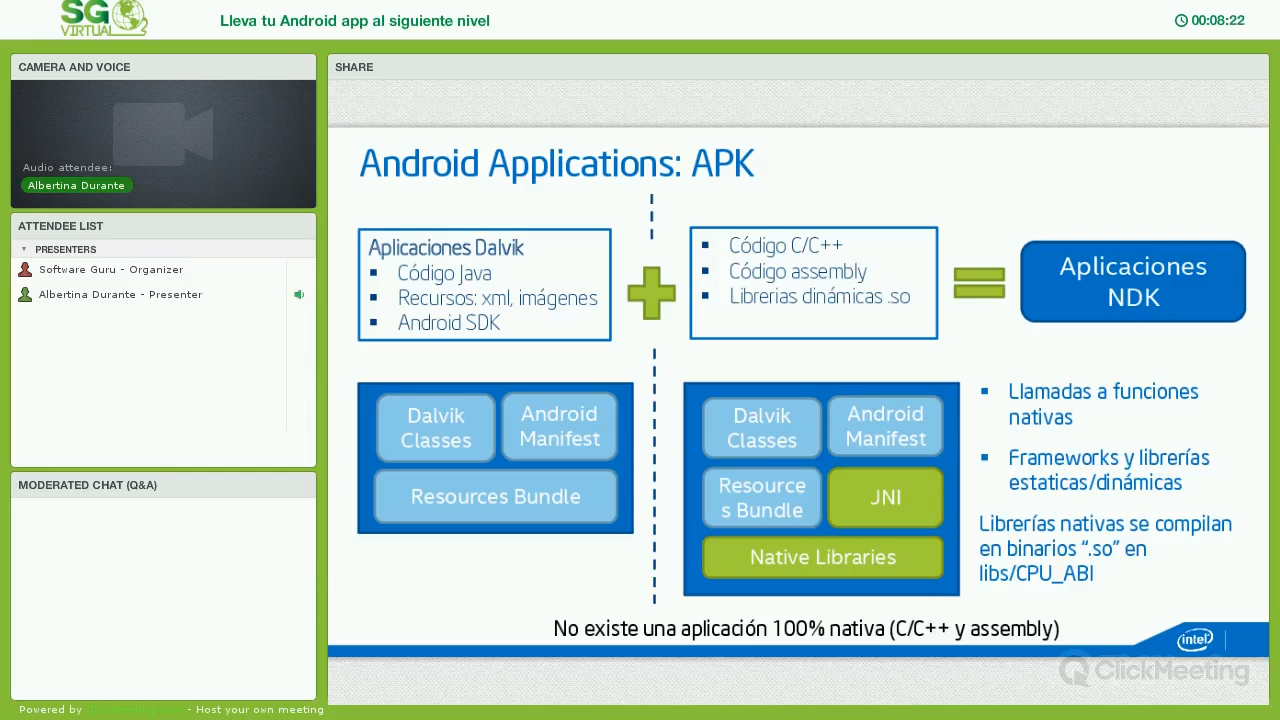 SG
VIRTUAL
Lleva tu Android app al siguiente nivel
00:08:22
CAMERA AND VOICE
Audio attendee:
Albertina Durante
ATTENDEE LIST
PRESENTERS
Software Guru - Organizer
Albertina Durante - Presenter
MODERATED CHAT (Q&A)
Powered by
- Host your own meeting
SHARE
Android Applications: APK
Aplicaciones Dalvik
Código Java
Recursos: xml, imágenes
Android SDK
Código C/C++
Código assembly
Librerias dinámicas .so
Aplicaciones
NDK
Dalvik
Classes
Android
Manifest
Resources Bundle
Dalvik
Classes
Android
Manifest
Resource
s Bundle
JNI
Native Libraries
Llamadas a funciones
nativas
Frameworks y librerías
estaticas/dinámicas
Librerías nativas se compilan
en binarios “.so” en
libs/CPU_ABI
No existe una aplicación 100% nativa (C/C++ y assembly)
intel
ClickMeeting